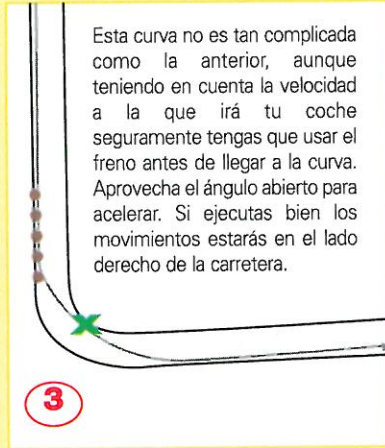 Esta curva no es tan complicada
como la anterior, aunque
teniendo en cuenta la velocidad
a la que irá tu coche
seguramente tengas que usar el
freno antes de llegar a la curva.
Aprovecha el ángulo abierto para
acelerar. Si ejecutas bien los
movimientos estarás en el lado
derecho de la carretera.
3